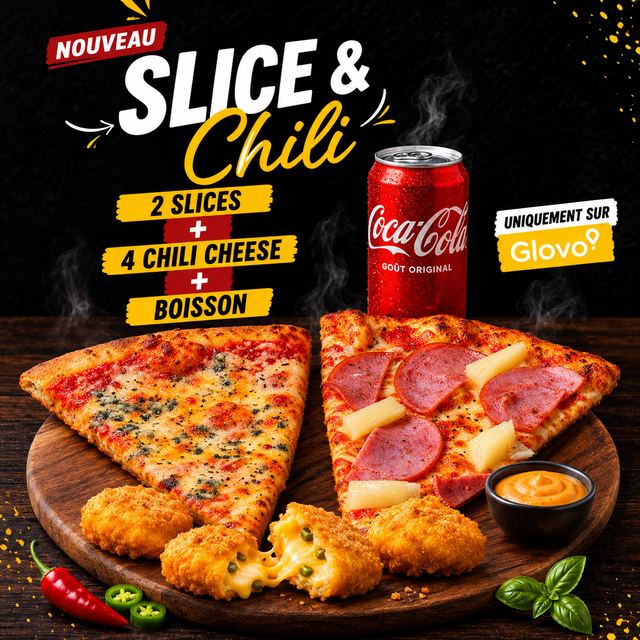 NOUVEAU
SLICE &
Chili
2 SLICES
+
4 CHILI CHEESE
+
BOISSON
Coca-Cola
GOÛT ORIGINAL
UNIQUEMENT SUR
Glovo